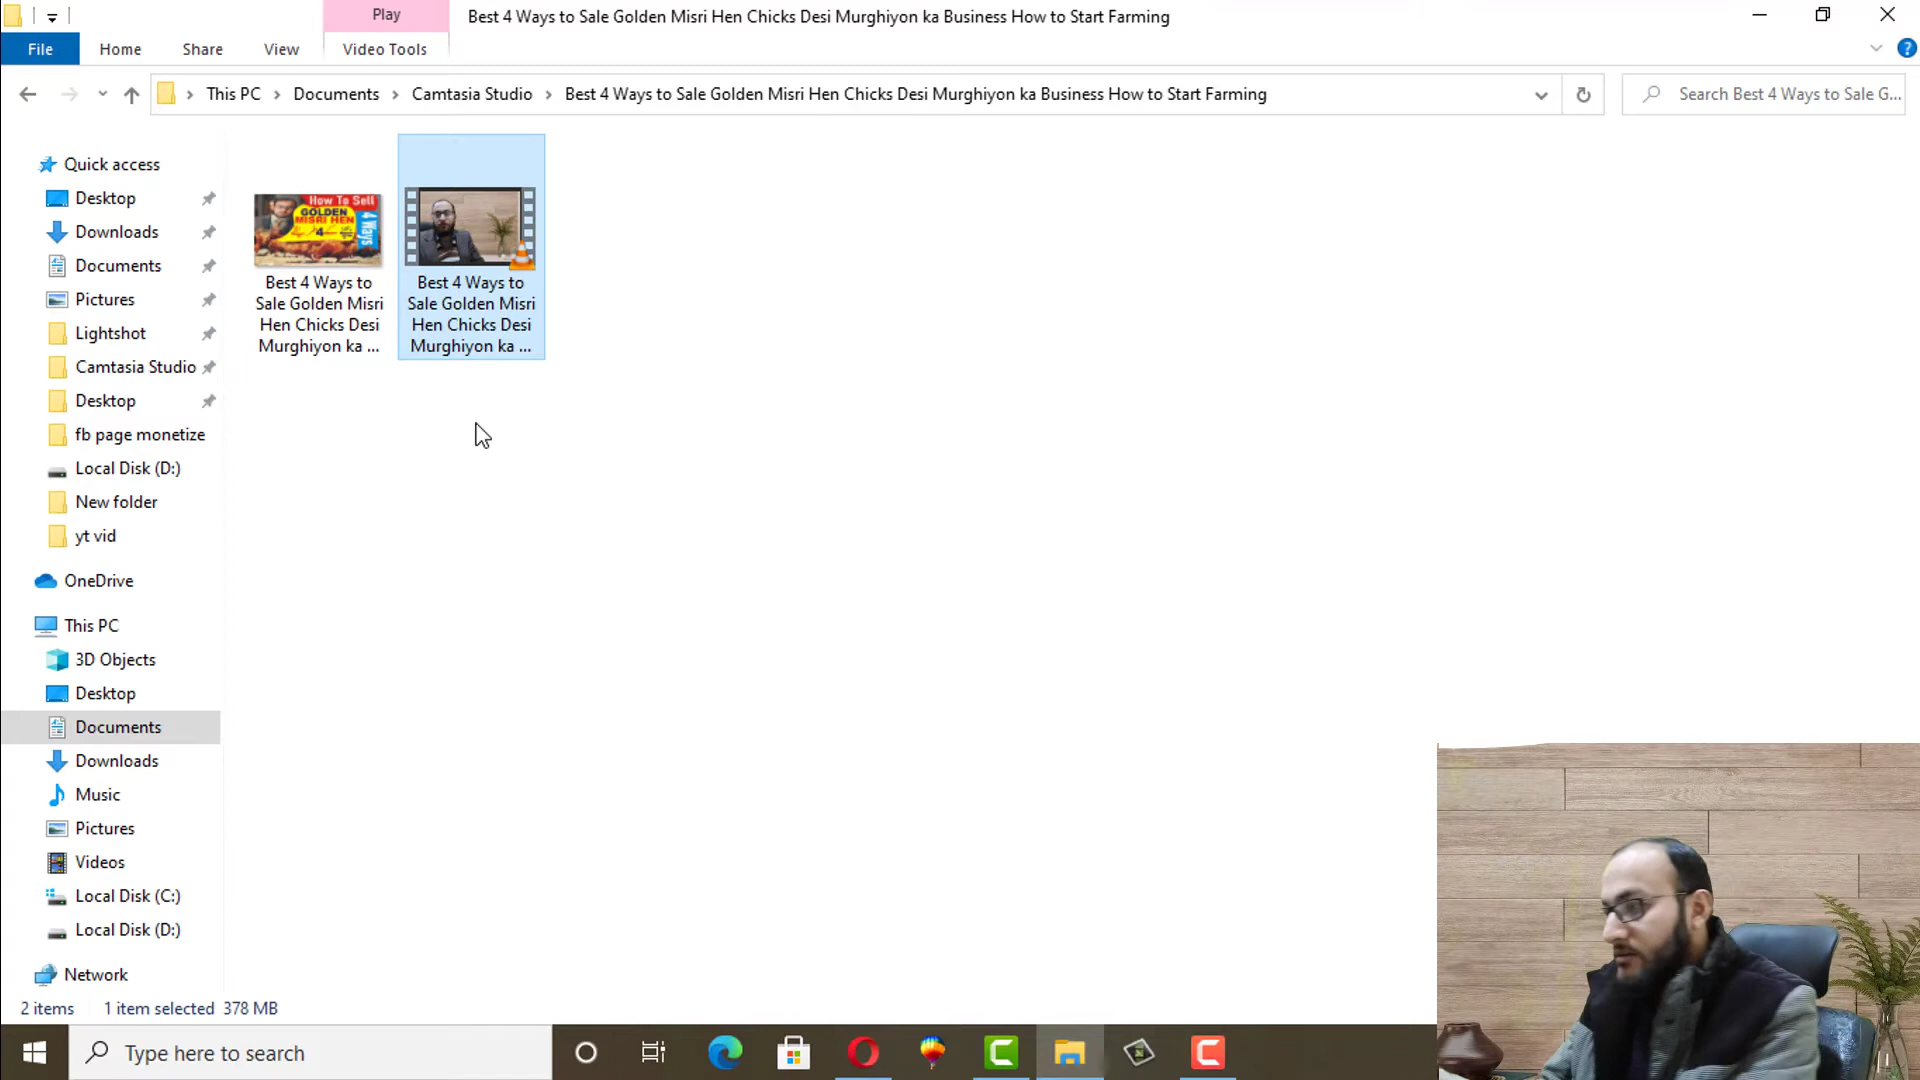 Play
Best 4 Ways to Sale Golden Misri Hen Chicks Desi Murghiyon ka Business How to Start Farming
File
Home
Share
View
Video Tools
This PC
Documents
Camtasia Studio
Best 4 Ways to Sale Golden Misri Hen Chicks Desi Murghiyon ka Business How to Start Farming
Search Best 4 Ways to Sale G...
Quick access
Desktop
Downloads
Documents
Pictures
Lightshot
Camtasia Studio
Desktop
fb page monetize
Local Disk (D:)
New folder
yt vid
OneDrive
This PC
3D Objects
Desktop
Documents
Downloads
Music
Pictures
Videos
Local Disk (C:)
Local Disk (D:)
Network
How To Sell
GOLDEN
MISRI HEN
4
4 Ways
Best 4 Ways to
Sale Golden Misri
Hen Chicks Desi
Murghiyon ka ...
Best 4 Ways to
Sale Golden Misri
Hen Chicks Desi
Murghiyon ka ...
2 items
1 item selected 378 MB
Type here to search